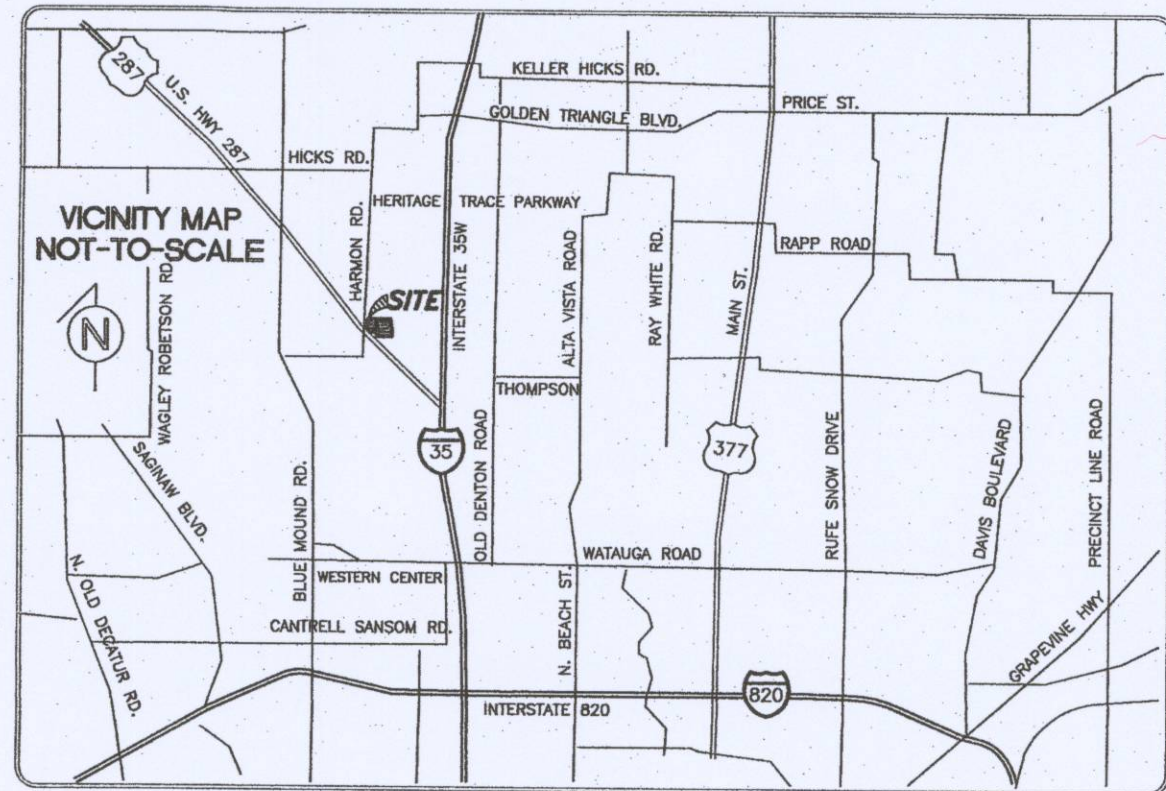 287
U.S. HWY 287
KELLER HICKS RD.
GOLDEN TRIANGLE BLVD.
PRICE ST.
HICKS RD.
HERITAGE TRACE PARKWAY
VICINITY MAP
NOT-TO-SCALE
N
WAGLEY ROBETSON RD.
HARMON RD.
SITE
INTERSTATE 35W
ALTA VISTA ROAD
RAY WHITE RD.
MAIN ST.
RAPP ROAD
THOMPSON
35
377
SAGINAW BLVD.
BLUE MOUND RD.
OLD DENTON ROAD
RUFE SNOW DRIVE
DAVIS BOULEVARD
PRECINCT LINE ROAD
WATAUGA ROAD
WESTERN CENTER
N. OLD DECATUR RD.
CANTRELL SANSOM RD.
N. BEACH ST.
GRAPEVINE HWY
820
INTERSTATE 820